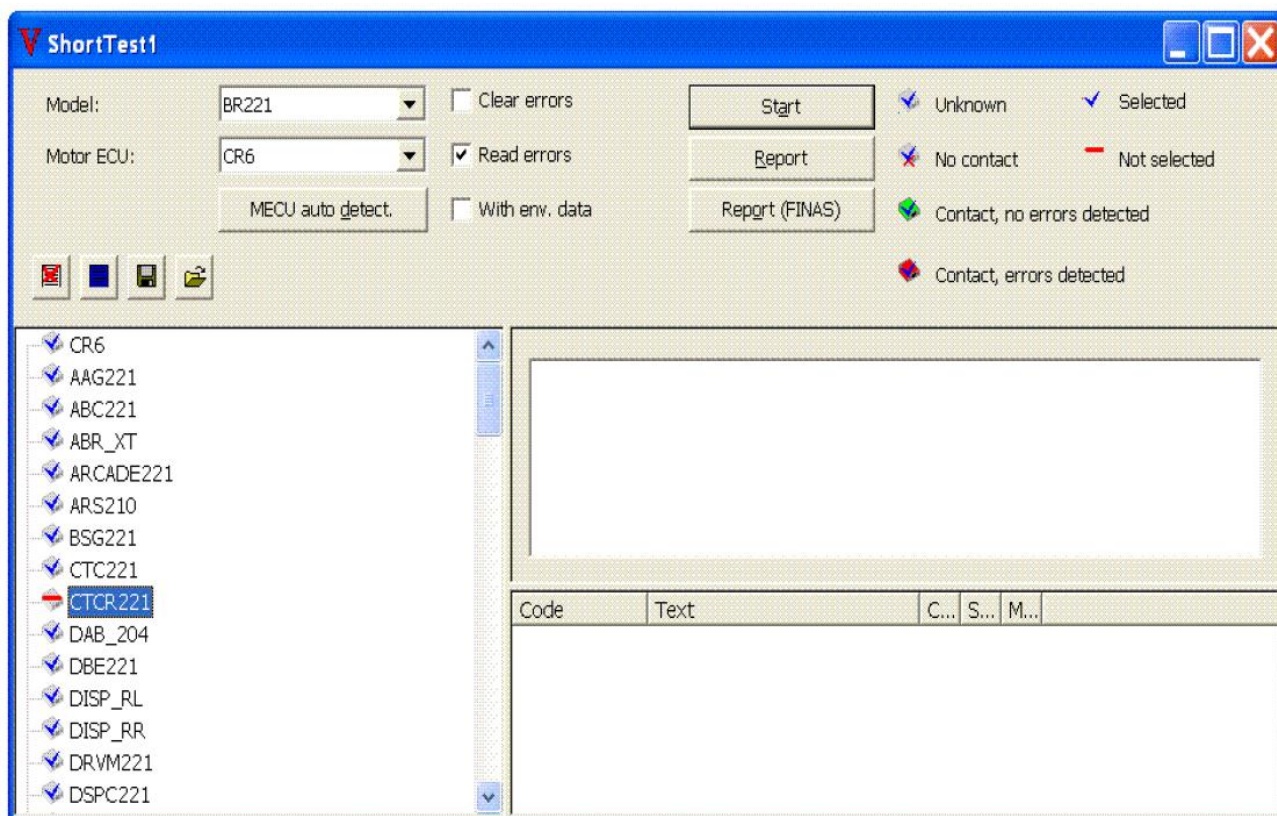 ShortTest1
Model: BR221 Clear errors Start Unknown Selected
Motor ECU: CR6 Read errors Report No contact Not selected
MECU auto detect. With env. data Report (FINAS) Contact, no errors detected
Contact, errors detected
CR6
AAG221
ABC221
ABR_XT
ARCADE221
ARS210
BSG221
CTC221
CTCR221
DAB_204
DBE221
DISP_RL
DISP_RR
DRVM221
DSPC221
Code Text C... S... M...